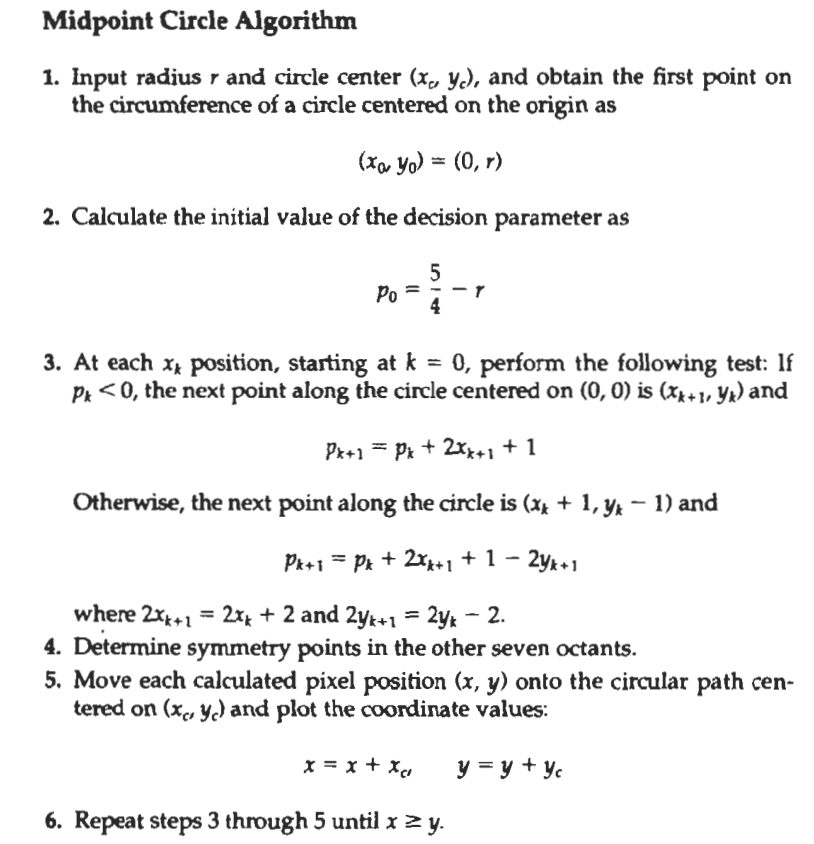 Midpoint Circle Algorithm
1. Input radius r and circle center (x_c, y_c), and obtain the first point on
the circumference of a circle centered on the origin as
(x_0, y_0) = (0, r)
2. Calculate the initial value of the decision parameter as
p_0 = 5/4 − r
3. At each x_k position, starting at k = 0, perform the following test: If
p_k < 0, the next point along the circle centered on (0, 0) is (x_{k+1}, y_k) and
p_{k+1} = p_k + 2x_{k+1} + 1
Otherwise, the next point along the circle is (x_k + 1, y_k − 1) and
p_{k+1} = p_k + 2x_{k+1} + 1 − 2y_{k+1}
where 2x_{k+1} = 2x_k + 2 and 2y_{k+1} = 2y_k − 2.
4. Determine symmetry points in the other seven octants.
5. Move each calculated pixel position (x, y) onto the circular path cen-
tered on (x_c, y_c) and plot the coordinate values:
x = x + x_c, y = y + y_c
6. Repeat steps 3 through 5 until x ≥ y.